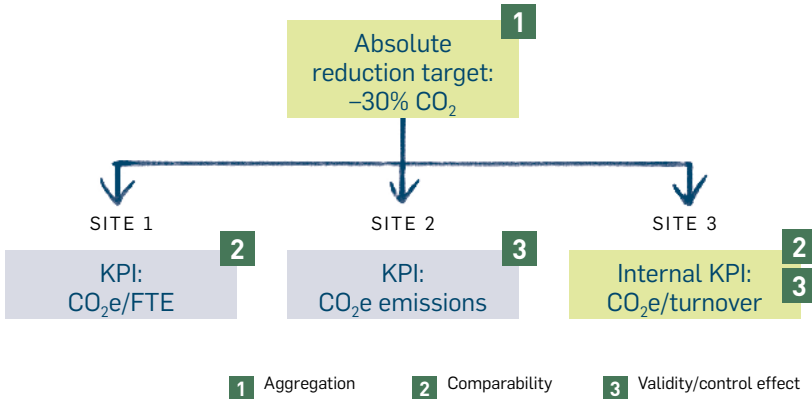 1
Absolute
reduction target:
–30% CO₂
SITE 1
SITE 2
SITE 3
2
KPI:
CO₂e/FTE
3
KPI:
CO₂e emissions
2
3
Internal KPI:
CO₂e/turnover
1 Aggregation
2 Comparability
3 Validity/control effect